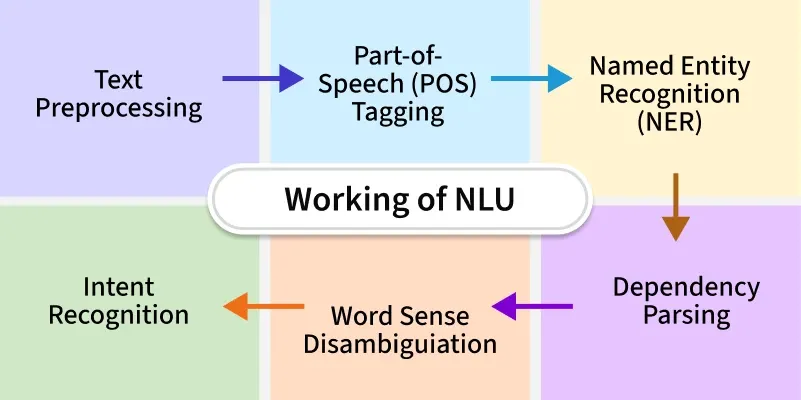 Text
Preprocessing
Part-of-
Speech (POS)
Tagging
Named Entity
Recognition
(NER)
Working of NLU
Intent
Recognition
Word Sense
Disambiguiation
Dependency
Parsing